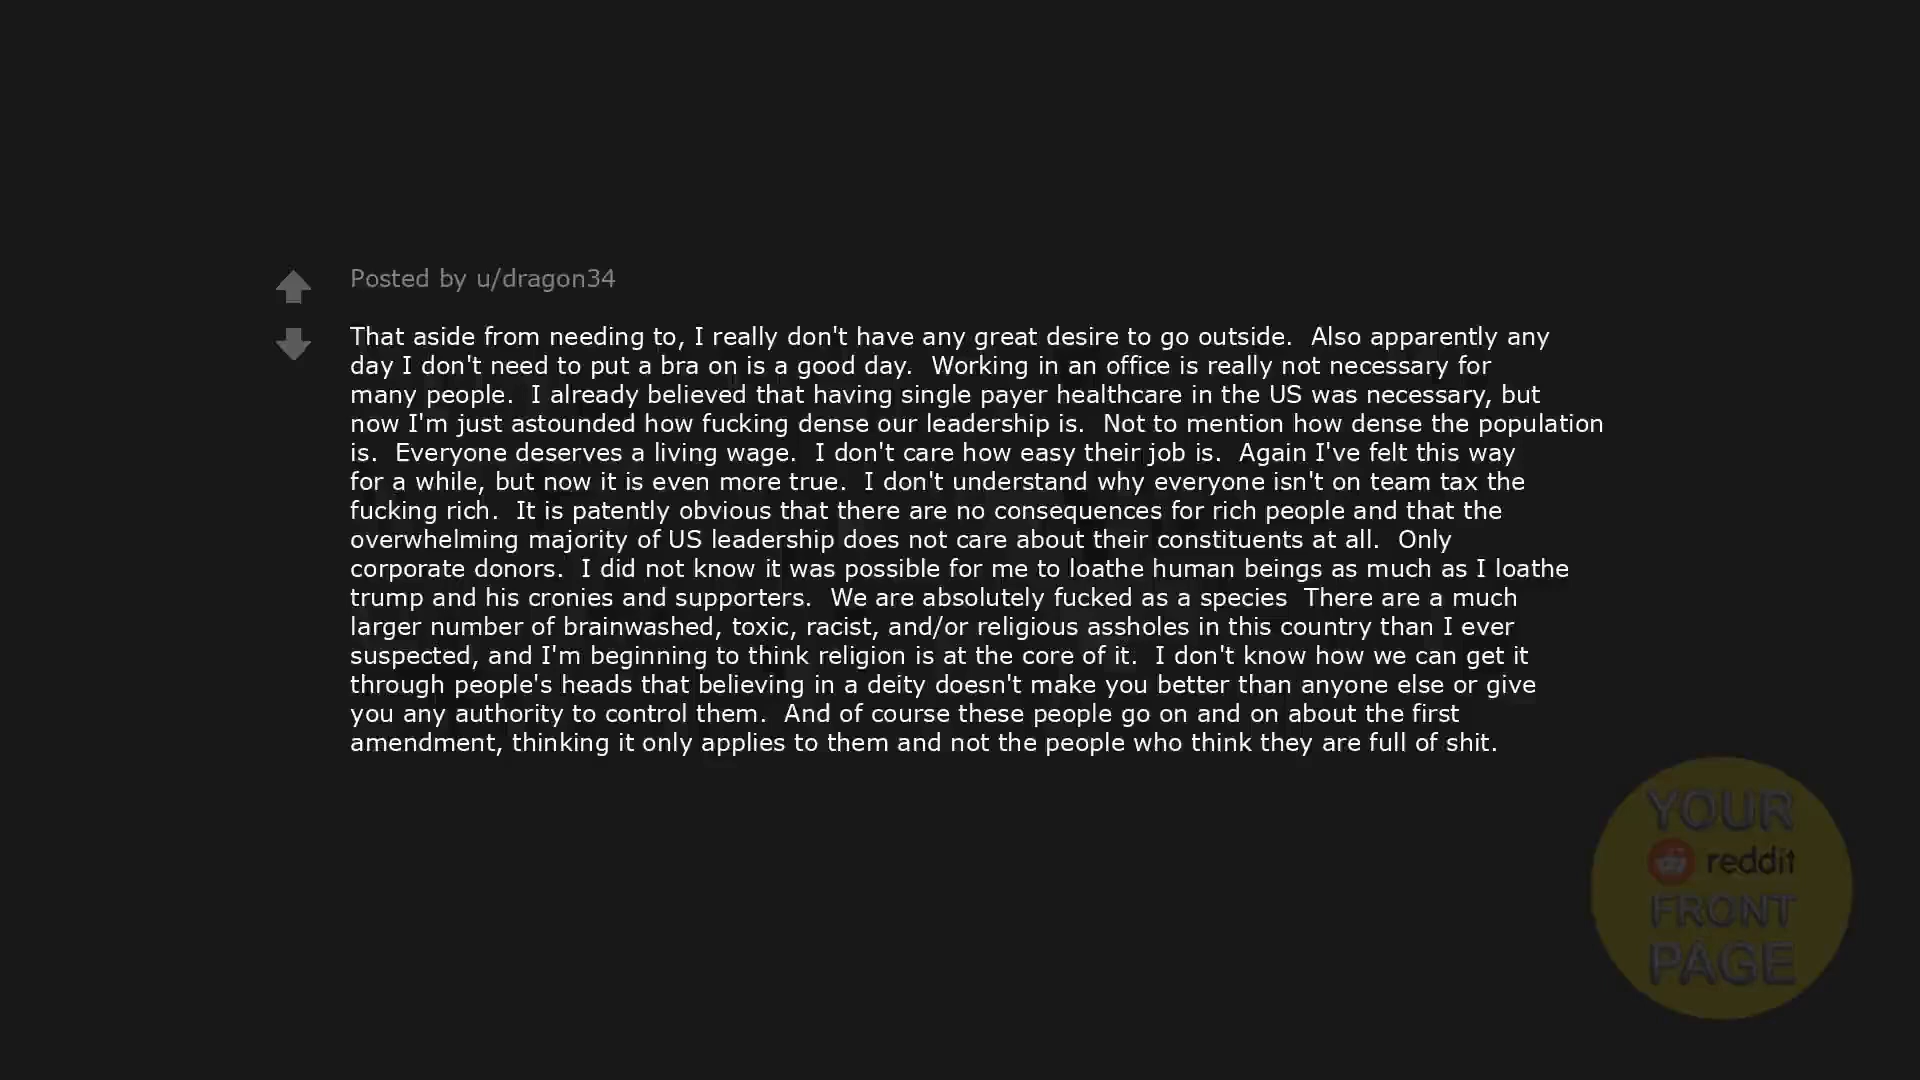 Posted by u/dragon34
That aside from needing to, I really don't have any great desire to go outside.  Also apparently any
day I don't need to put a bra on is a good day.  Working in an office is really not necessary for
many people.  I already believed that having single payer healthcare in the US was necessary, but
now I'm just astounded how fucking dense our leadership is.  Not to mention how dense the population
is.  Everyone deserves a living wage.  I don't care how easy their job is.  Again I've felt this way
for a while, but now it is even more true.  I don't understand why everyone isn't on team tax the
fucking rich.  It is patently obvious that there are no consequences for rich people and that the
overwhelming majority of US leadership does not care about their constituents at all.  Only
corporate donors.  I did not know it was possible for me to loathe human beings as much as I loathe
trump and his cronies and supporters.  We are absolutely fucked as a species  There are a much
larger number of brainwashed, toxic, racist, and/or religious assholes in this country than I ever
suspected, and I'm beginning to think religion is at the core of it.  I don't know how we can get it
through people's heads that believing in a deity doesn't make you better than anyone else or give
you any authority to control them.  And of course these people go on and on about the first
amendment, thinking it only applies to them and not the people who think they are full of shit.
YOUR
reddit
FRONT
PAGE